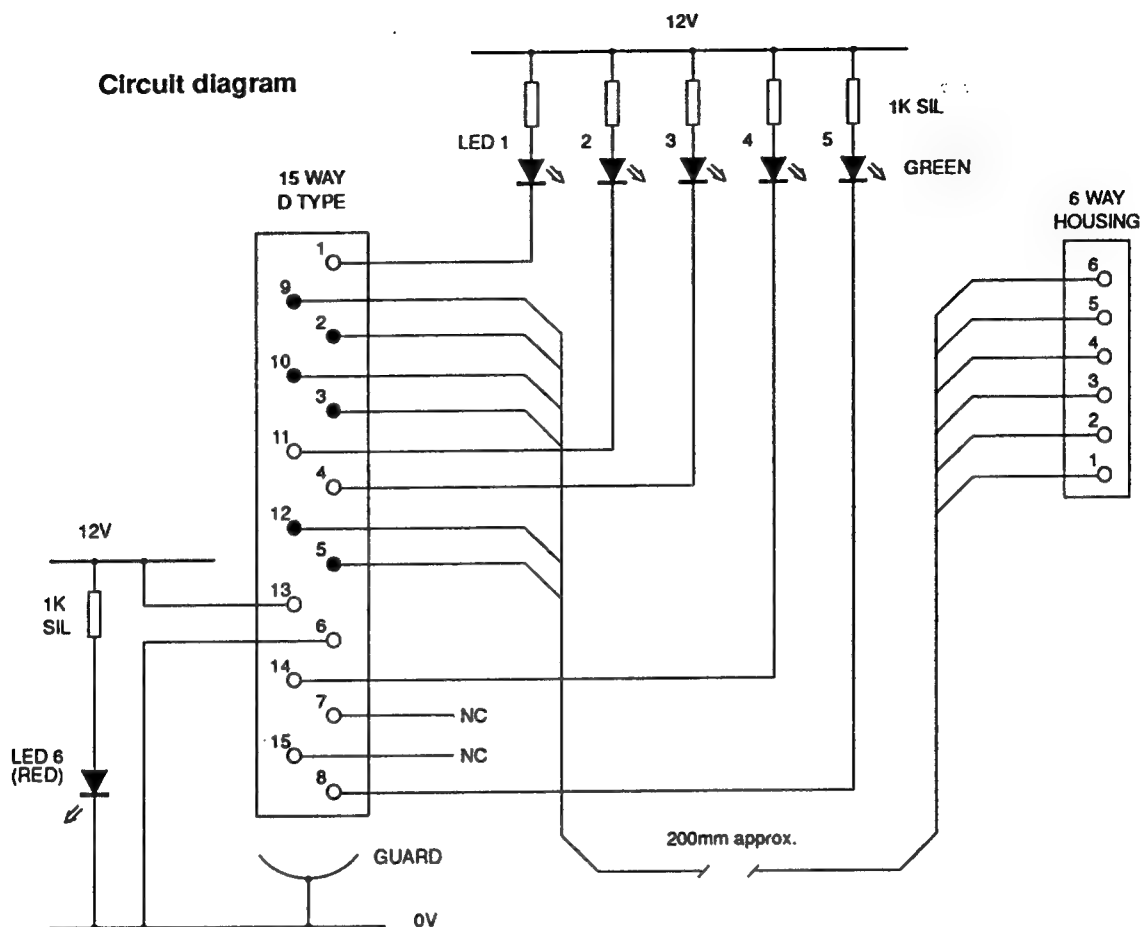 12V
Circuit diagram
1K SIL
LED 1
2
3
4
5
GREEN
15 WAY
D TYPE
6 WAY
HOUSING
1
9
2
10
3
11
4
12
5
13
6
14
7
NC
15
NC
8
6
5
4
3
2
1
12V
1K
SIL
LED 6
(RED)
200mm approx.
GUARD
0V